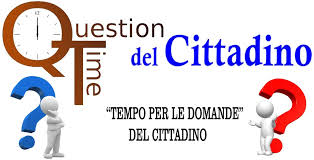 Question
Time
del Cittadino
“TEMPO PER LE DOMANDE”
DEL CITTADINO